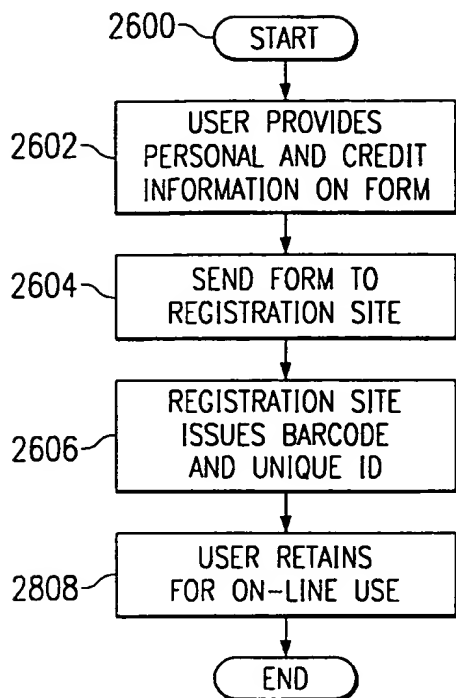 2600
START
2602
USER PROVIDES
PERSONAL AND CREDIT
INFORMATION ON FORM
2604
SEND FORM TO
REGISTRATION SITE
2606
REGISTRATION SITE
ISSUES BARCODE
AND UNIQUE ID
2808
USER RETAINS
FOR ON-LINE USE
END